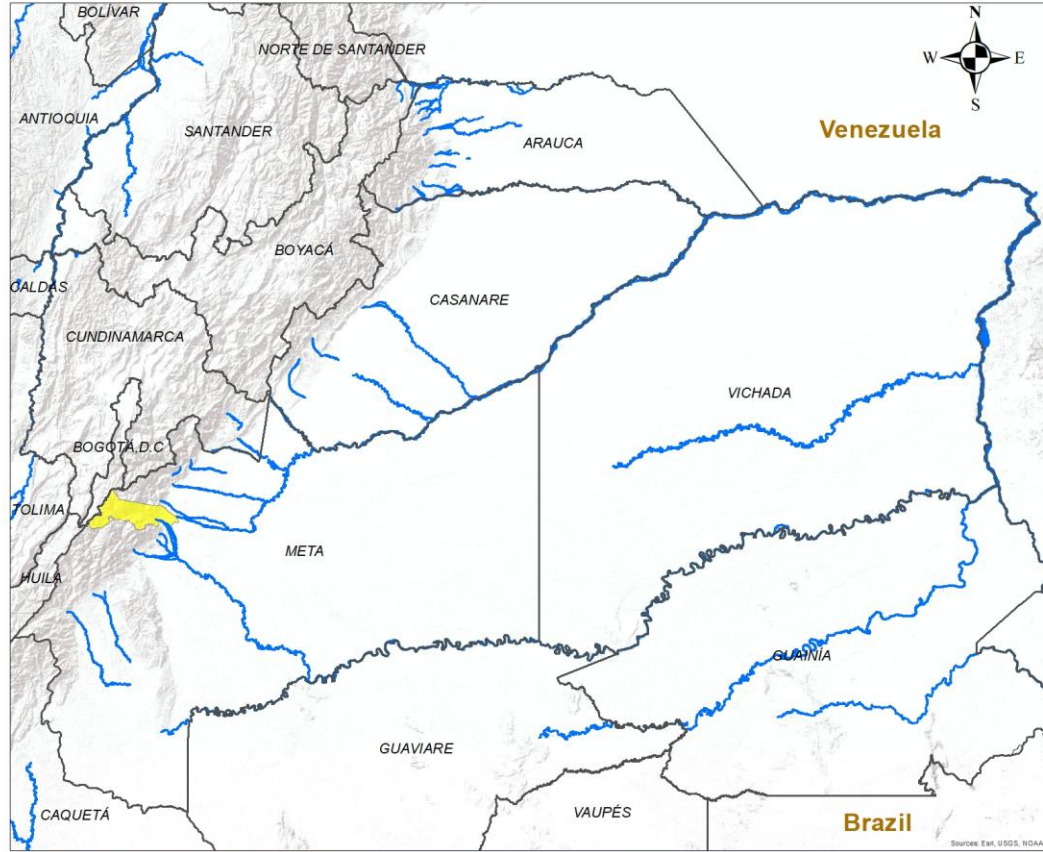 BOLÍVAR
N
NORTE DE SANTANDER
W
E
S
ANTIOQUIA
SANTANDER
Venezuela
ARAUCA
BOYACÁ
CALDAS
CASANARE
CUNDINAMARCA
VICHADA
BOGOTÁ,D.C
TOLIMA
META
HUILA
GUAINÍA
GUAVIARE
CAQUETÁ
VAUPÉS
Brazil
Sources: Esri, USGS, NOAA